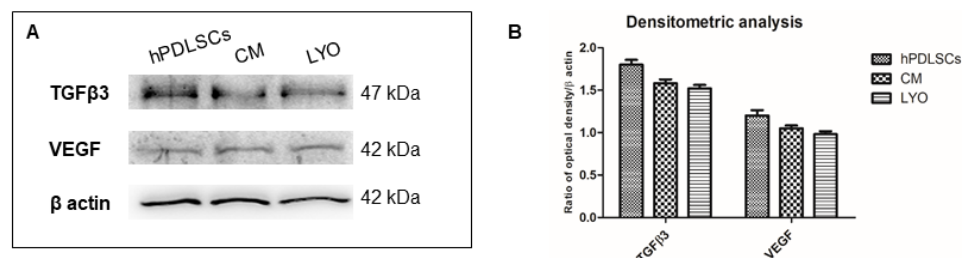 A
hPDLSCs CM LYO
TGFβ3 47 kDa
VEGF 42 kDa
β actin 42 kDa
B
Densitometric analysis
Ratio of optical density/β actin
2.0
1.5
1.0
0.5
0.0
TGFβ3
VEGF
hPDLSCs
CM
LYO